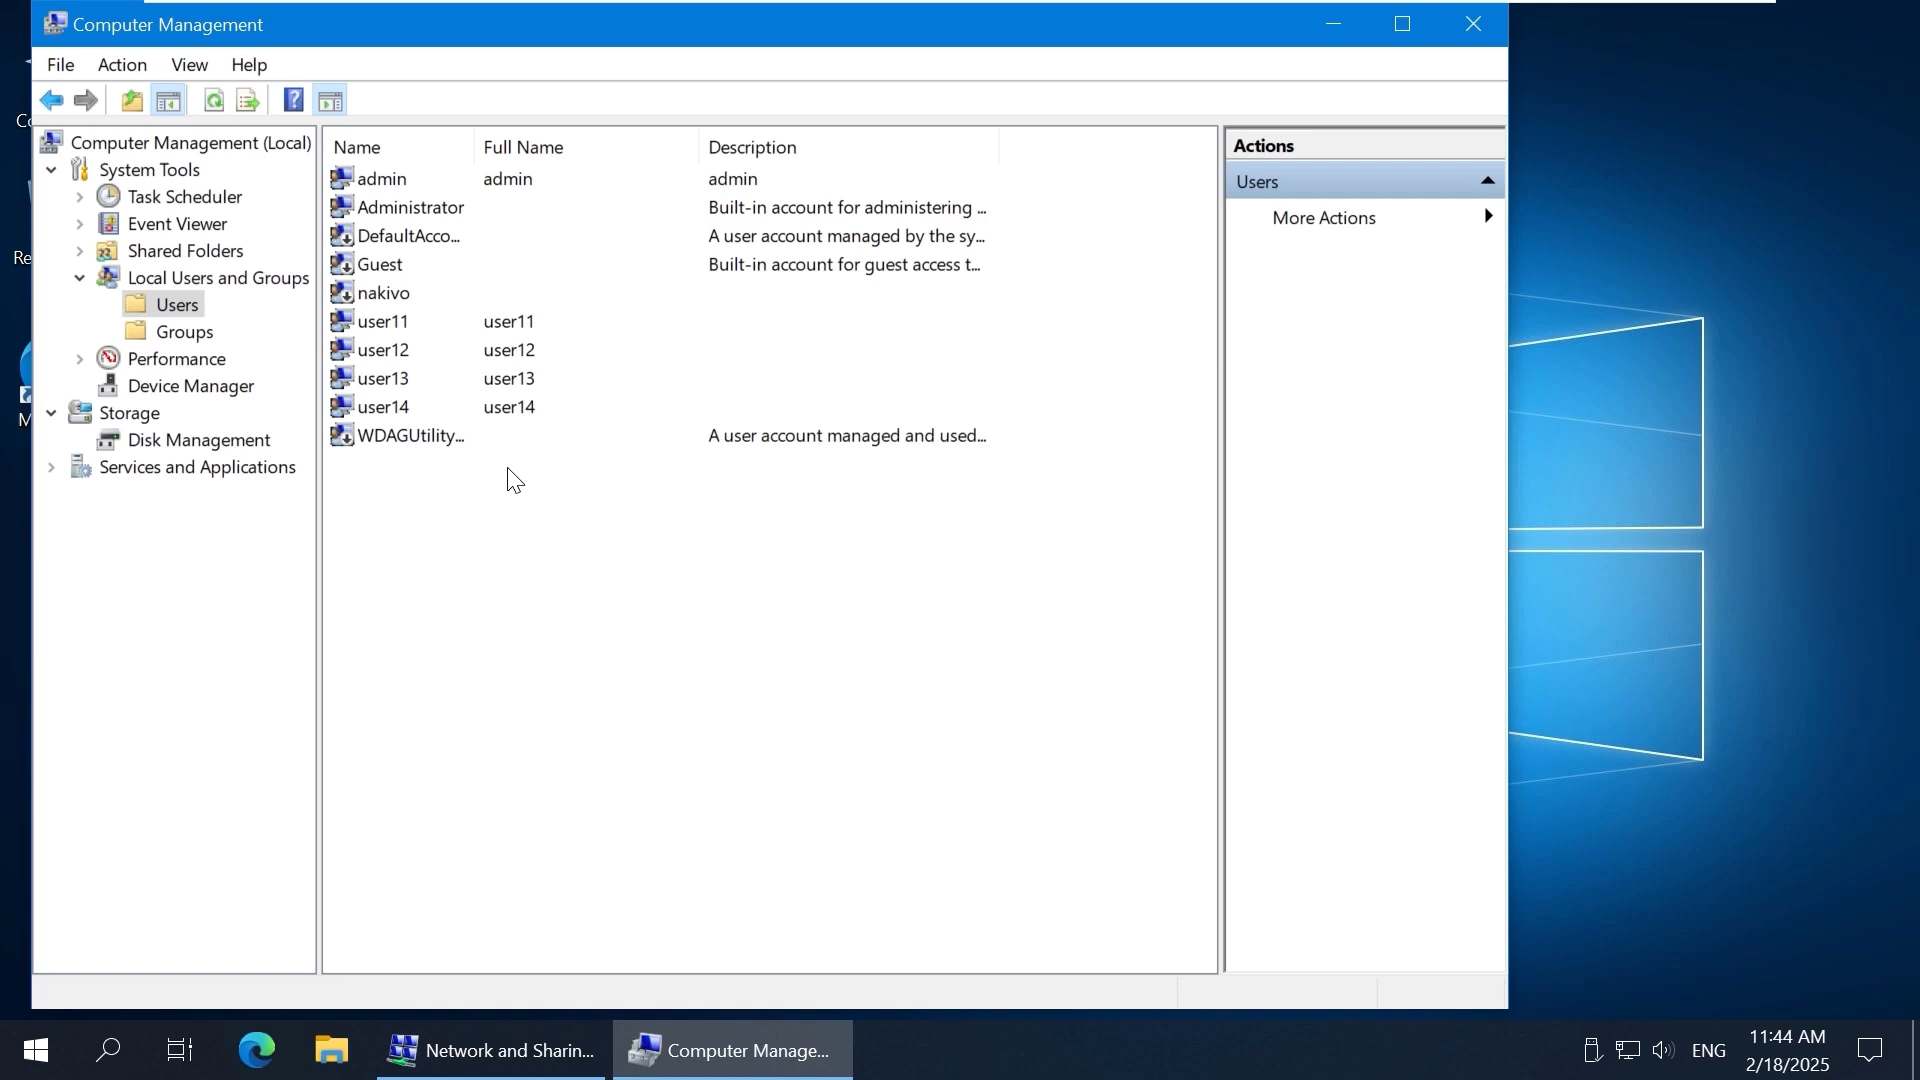 Computer Management
File Action View Help
Computer Management (Local)
System Tools
Task Scheduler
Event Viewer
Shared Folders
Local Users and Groups
Users
Groups
Performance
Device Manager
Storage
Disk Management
Services and Applications
Name Full Name Description
admin admin admin
Administrator Built-in account for administering ...
DefaultAcco... A user account managed by the sy...
Guest Built-in account for guest access t...
nakivo
user11 user11
user12 user12
user13 user13
user14 user14
WDAGUtility... A user account managed and used...
Actions
Users
More Actions
Network and Sharin...
Computer Manage...
ENG
11:44 AM
2/18/2025